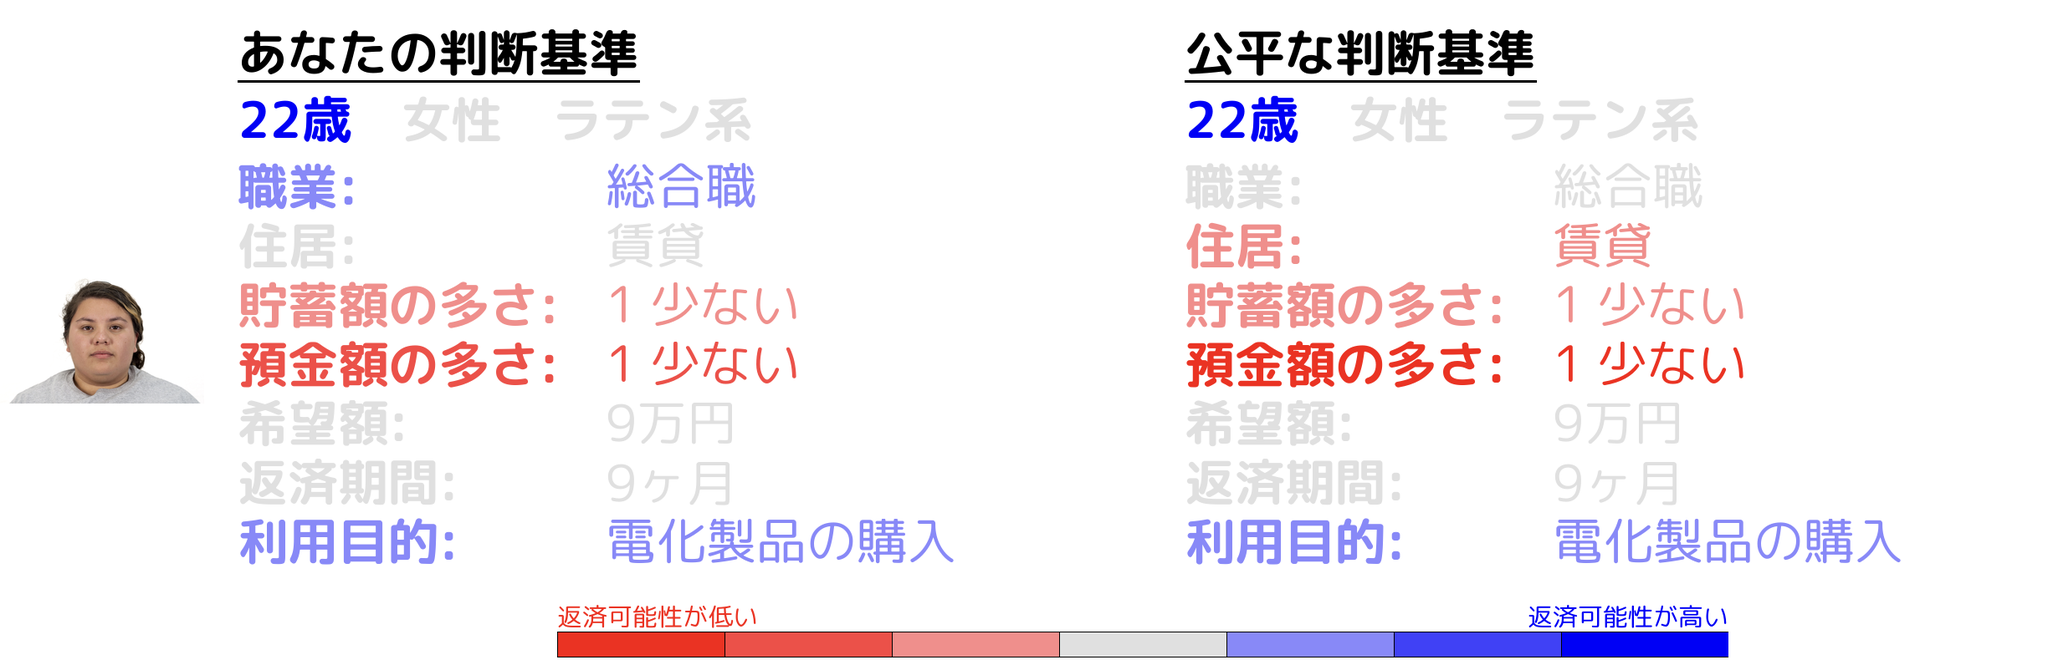 あなたの判断基準
22歳 女性 ラテン系
職業: 総合職
住居: 賃貸
貯蓄額の多さ: 1 少ない
預金額の多さ: 1 少ない
希望額: 9万円
返済期間: 9ヶ月
利用目的: 電化製品の購入
公平な判断基準
22歳 女性 ラテン系
職業: 総合職
住居: 賃貸
貯蓄額の多さ: 1 少ない
預金額の多さ: 1 少ない
希望額: 9万円
返済期間: 9ヶ月
利用目的: 電化製品の購入
返済可能性が低い
返済可能性が高い